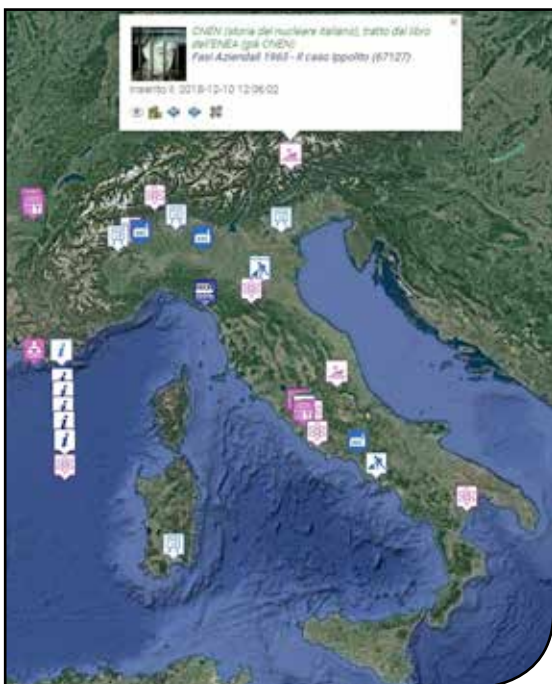 CNEN (storia del nucleare italiano), tratto dal libro
dell'ENEA (già CNEN)
Fasi Aziendali 1963 - Il caso Ippolito (67127)
Inserito il: 2018-12-10 12:06:02